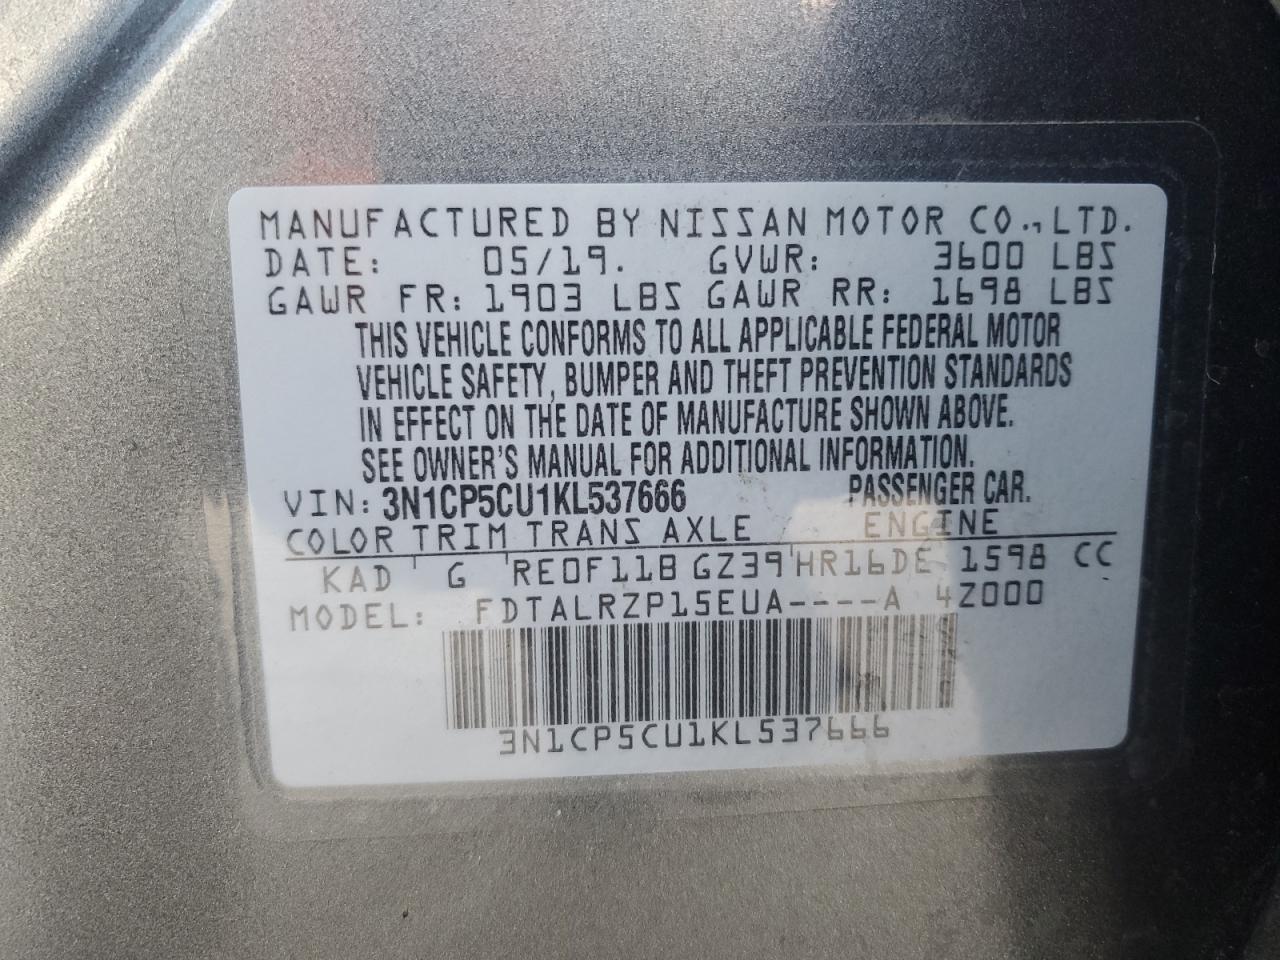 MANUFACTURED BY NISSAN MOTOR CO., LTD.
DATE: 05/19. GVWR: 3600 LBS
GAWR FR: 1903 LBS GAWR RR: 1698 LBS
THIS VEHICLE CONFORMS TO ALL APPLICABLE FEDERAL MOTOR
VEHICLE SAFETY, BUMPER AND THEFT PREVENTION STANDARDS
IN EFFECT ON THE DATE OF MANUFACTURE SHOWN ABOVE.
SEE OWNER'S MANUAL FOR ADDITIONAL INFORMATION.
VIN: 3N1CP5CU1KL537666 PASSENGER CAR.
COLOR TRIM TRANS AXLE ENGINE
KAD G RE0F11B GZ39 HR16DE 1598 CC
MODEL: FDTALRZP15EUA----A 4Z000
3N1CP5CU1KL537666